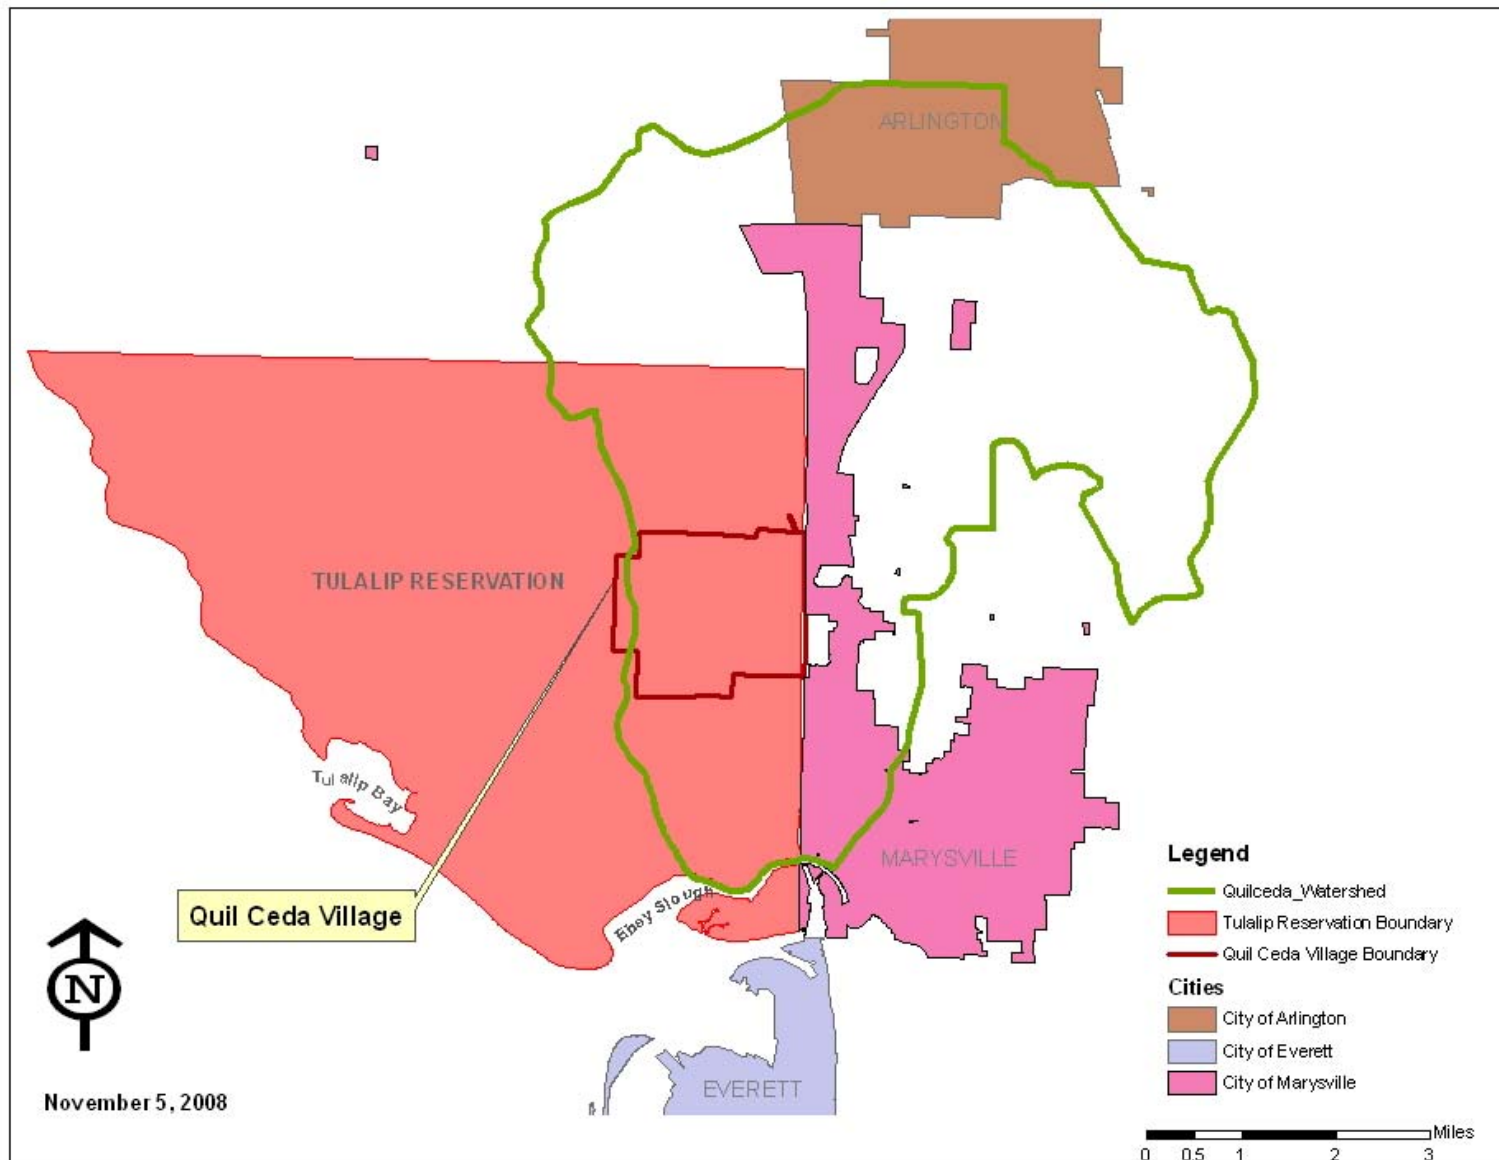 ARLINGTON
TULALIP RESERVATION
Tulalip Bay
Quil Ceda Village
Ebey Slough
MARYSVILLE
EVERETT
N
November 5, 2008
Legend
Quilceda_Watershed
Tulalip Reservation Boundary
Quil Ceda Village Boundary
Cities
City of Arlington
City of Everett
City of Marysville
Miles
0 0.5 1 2 3